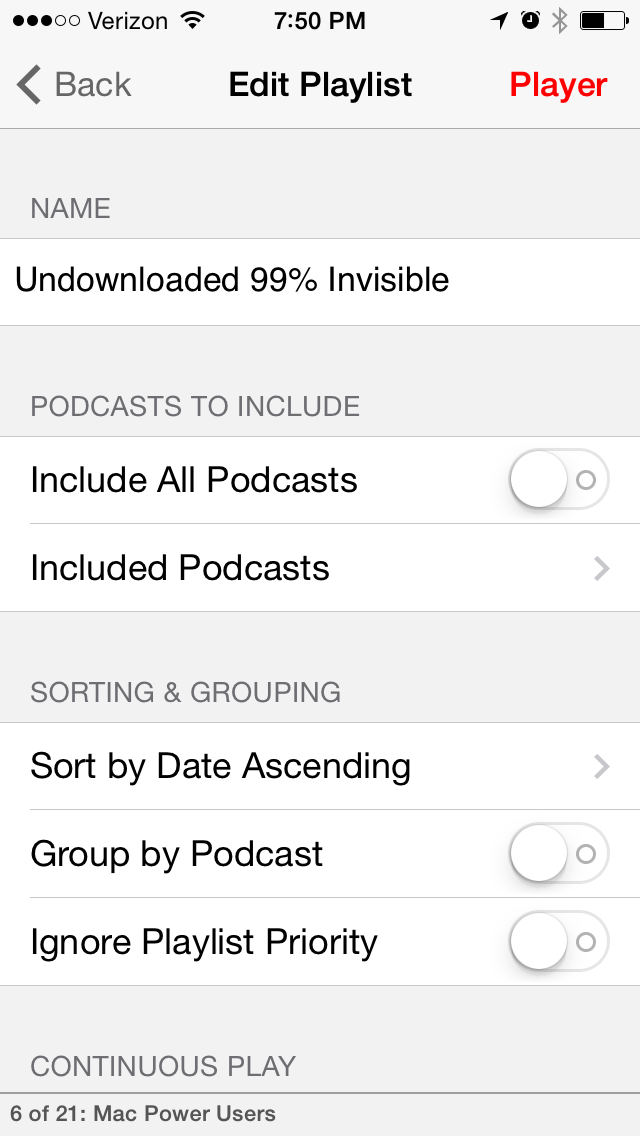 Verizon 7:50 PM
Back Edit Playlist Player
NAME
Undownloaded 99% Invisible
PODCASTS TO INCLUDE
Include All Podcasts
Included Podcasts
SORTING & GROUPING
Sort by Date Ascending
Group by Podcast
Ignore Playlist Priority
CONTINUOUS PLAY
6 of 21: Mac Power Users